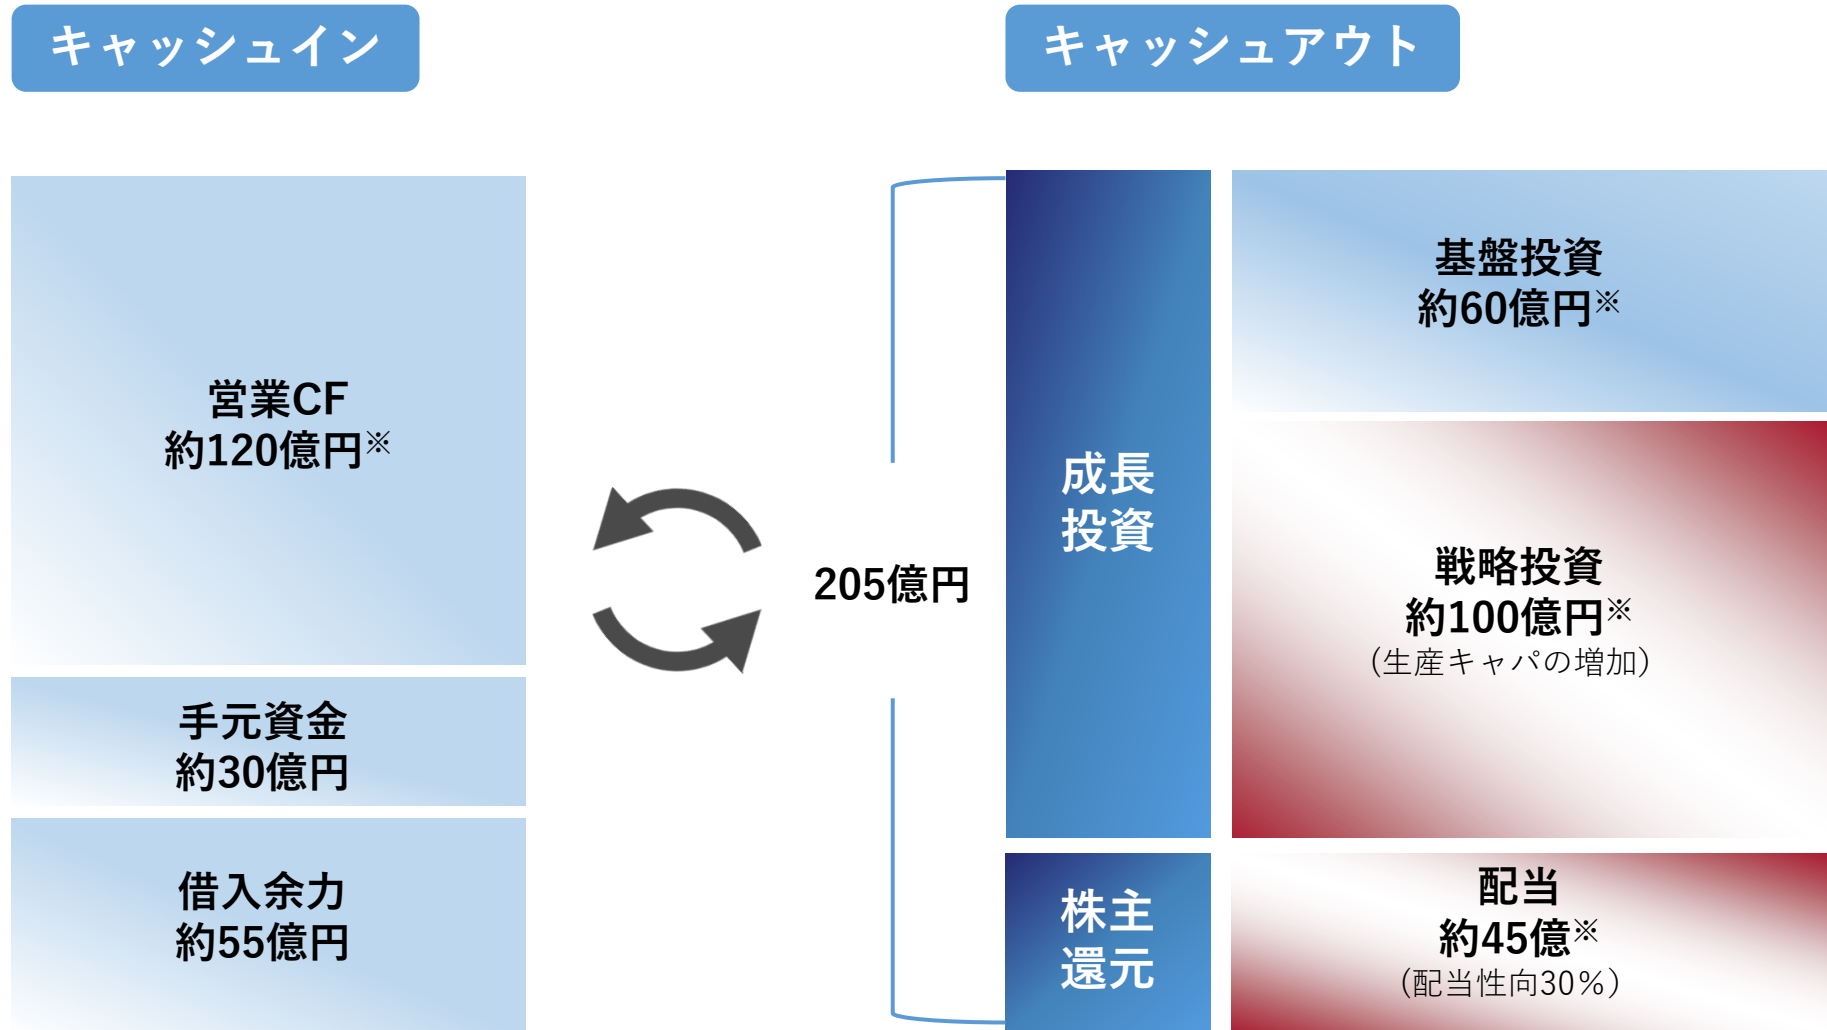 キャッシュイン
営業CF
約120億円※
手元資金
約30億円
借入余力
約55億円
205億円
キャッシュアウト
成長
投資
基盤投資
約60億円※
戦略投資
約100億円※
(生産キャパの増加)
株主
還元
配当
約45億※
(配当性向30%)